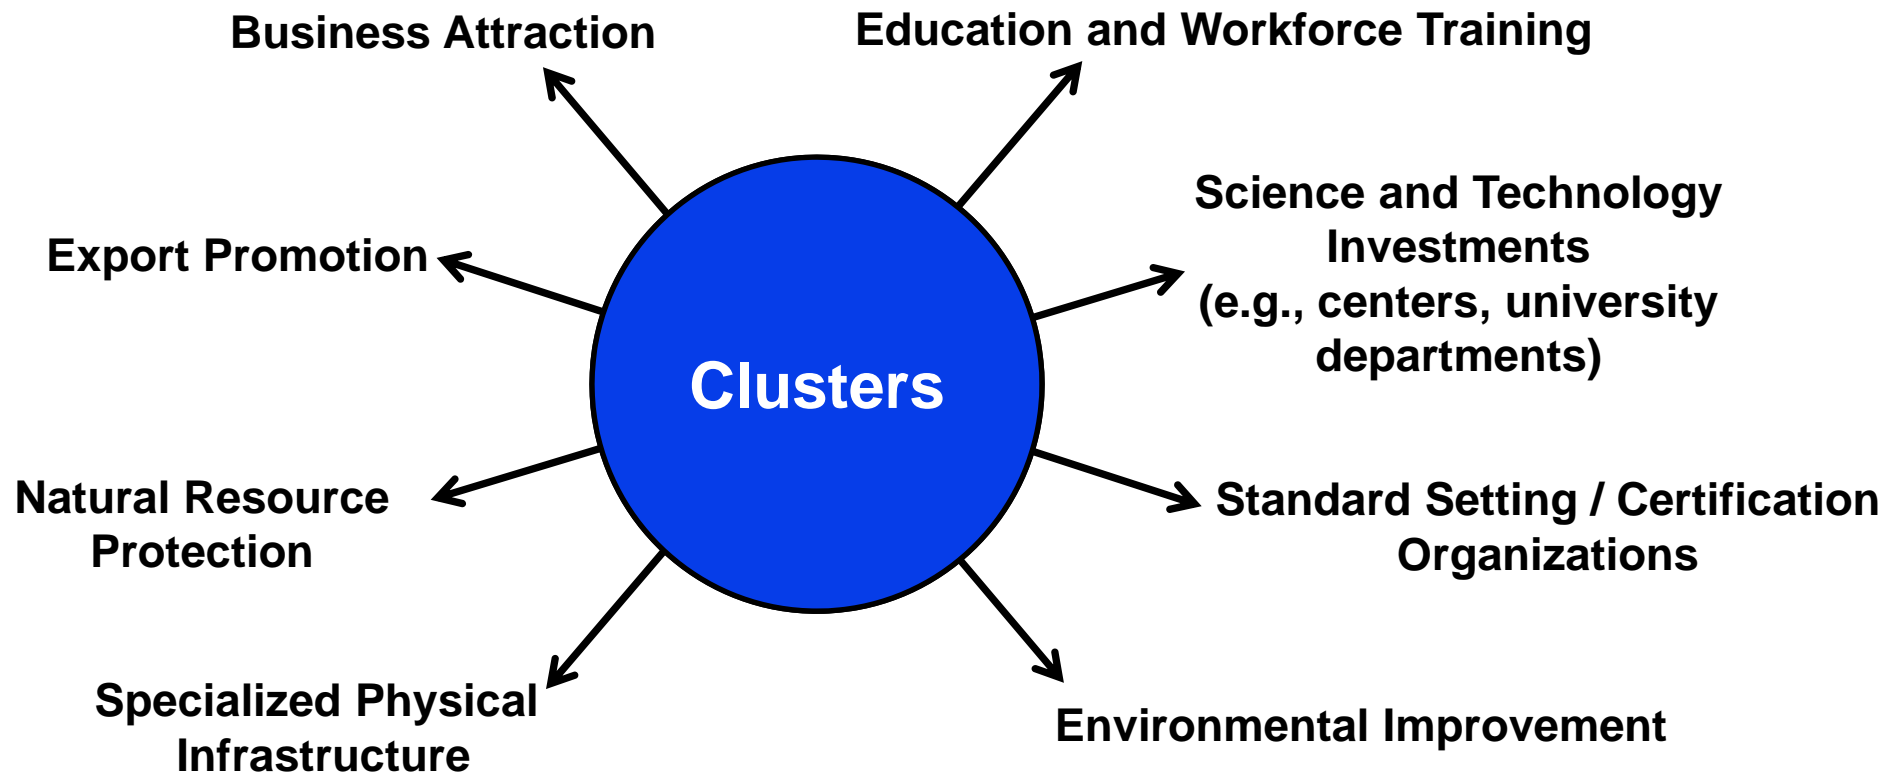 Business Attraction
Education and Workforce Training
Science and Technology
Investments
(e.g., centers, university
departments)
Export Promotion
Clusters
Natural Resource
Protection
Standard Setting / Certification
Organizations
Specialized Physical
Infrastructure
Environmental Improvement